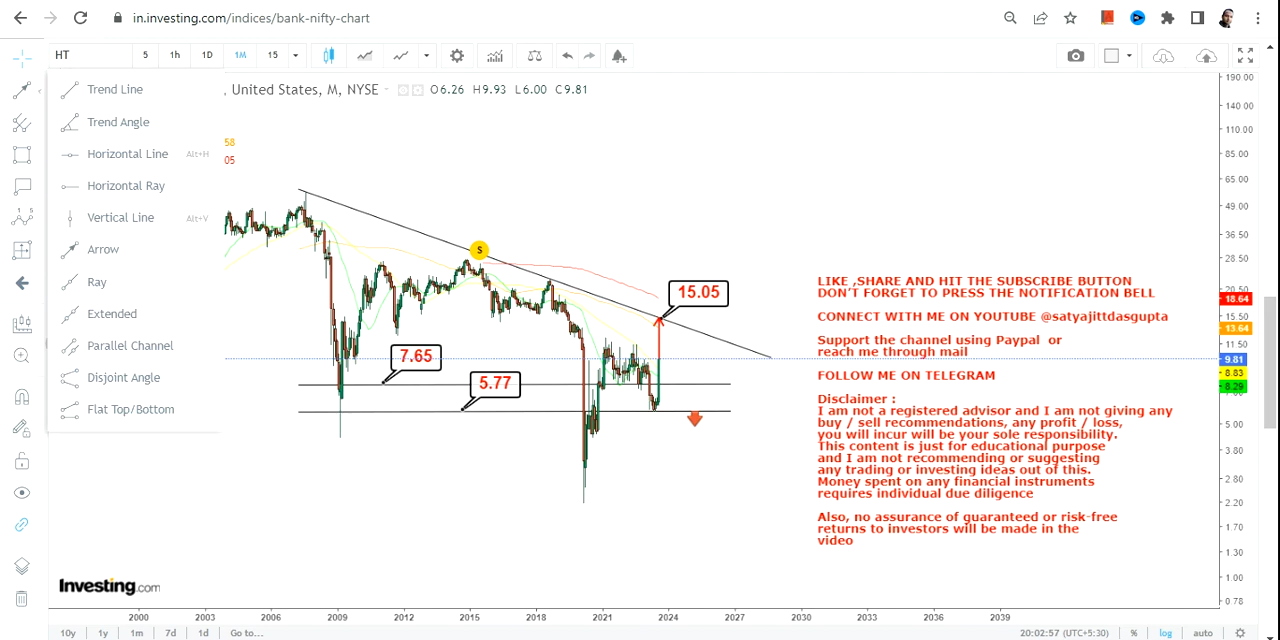 in.investing.com/indices/bank-nifty-chart
HT
5
1h
1D
1M
15
Trend Line
Trend Angle
Horizontal Line Alt+H
Horizontal Ray
Vertical Line Alt+V
Arrow
Ray
Extended
Parallel Channel
Disjoint Angle
Flat Top/Bottom
, United States, M, NYSE
O6.26 H9.93 L6.00 C9.81
58
05
S
15.05
7.65
5.77
LIKE ,SHARE AND HIT THE SUBSCRIBE BUTTON
DON'T FORGET TO PRESS THE NOTIFICATION BELL
CONNECT WITH ME ON YOUTUBE @satyajittdasgupta
Support the channel using Paypal or
reach me through mail
FOLLOW ME ON TELEGRAM
Disclaimer :
I am not a registered advisor and I am not giving any
buy / sell recommendations, any profit / loss,
you will incur will be your sole responsibility.
This content is just for educational purpose
and I am not recommending or suggesting
any trading or investing ideas out of this.
Money spent on any financial instruments
requires individual due diligence
Also, no assurance of guaranteed or risk-free
returns to investors will be made in the
video
190.00
140.00
110.00
85.00
65.00
49.00
36.50
28.50
18.64
15.50
13.64
11.50
9.81
8.83
8.29
5.00
3.80
2.80
2.20
1.70
1.30
1.00
0.78
Investing.com
2000
2003
2006
2009
2012
2015
2018
2021
2024
2027
2030
2033
2036
2039
10y
1y
1m
7d
1d
Go to...
20:02:57 (UTC+5:30)
%
log
auto